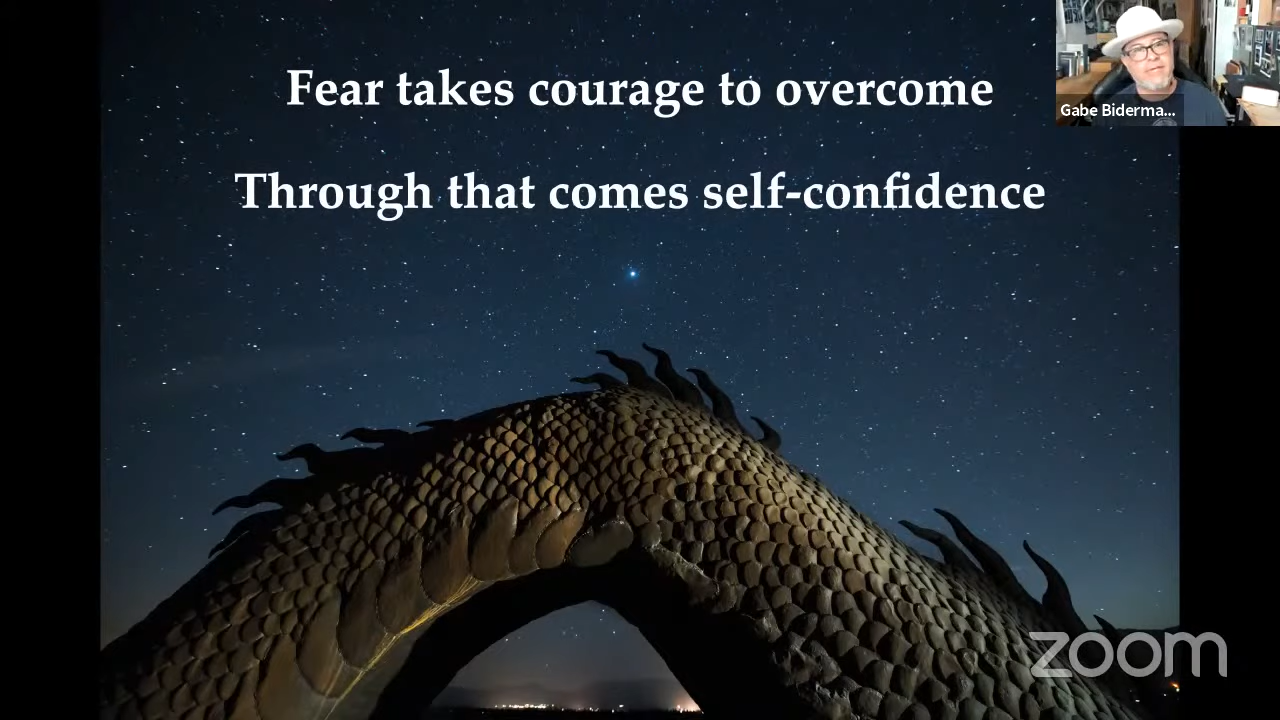 Fear takes courage to overcome
Through that comes self-confidence
Gabe Biderma...
zoom